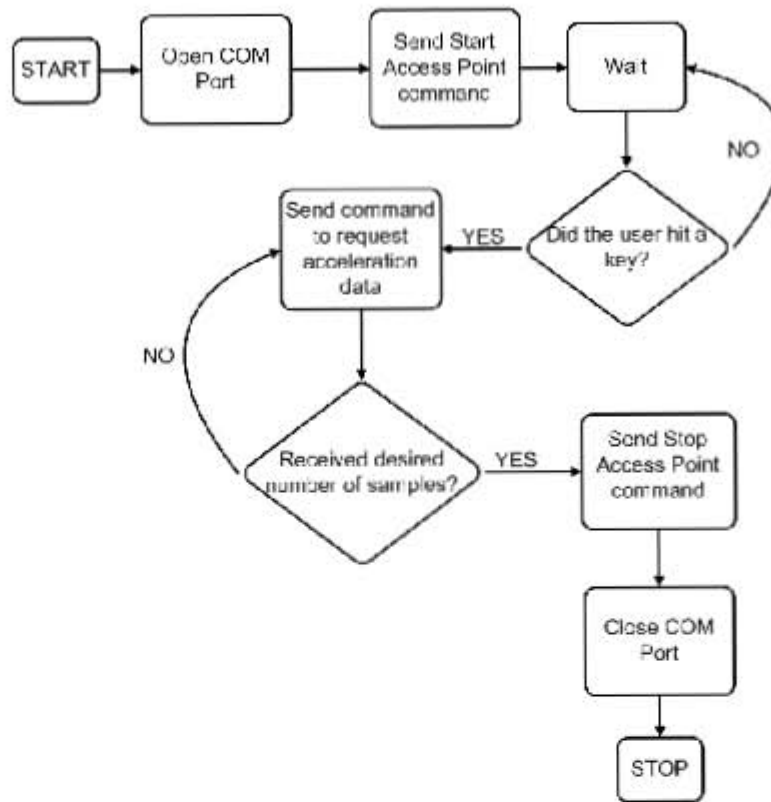 START
Open COM
Port
Send Start
Access Point
command
Wait
NO
Did the user hit a
key?
YES
Send command
to request
acceleration
data
NO
Received desired
number of samples?
YES
Send Stop
Access Point
command
Close COM
Port
STOP